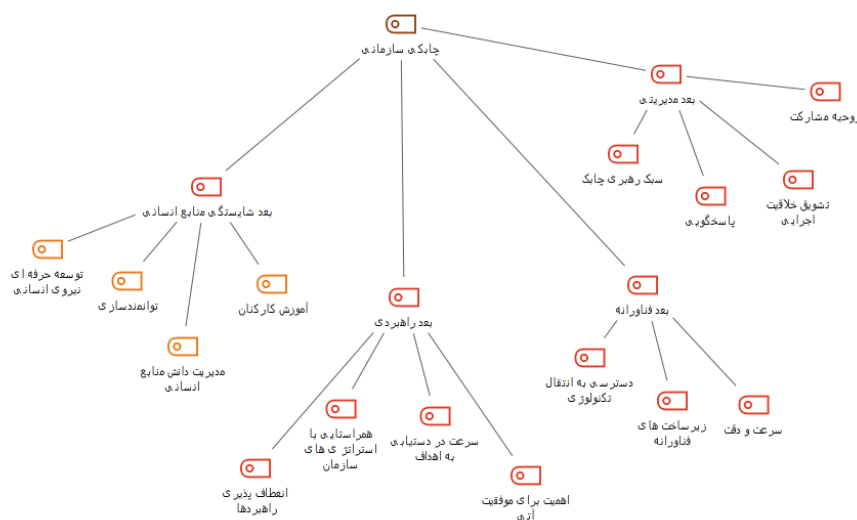 چابکی سازمانی
بعد مدیریتی
روحیه مشارکت
سبک رهبری چابک
پاسخگویی
تشویق خلاقیت
اجرایی
بعد شایستگی منابع انسانی
توسعه حرفه ای
نیروی انسانی
توانمندسازی
مدیریت دانش منابع
انسانی
آموزش کارکنان
بعد راهبردی
انعطاف پذیری
راهبردها
همراستایی با
استراتژی های
سازمان
سرعت در دستیابی
به اهداف
اهمیت برای موفقیت
آتی
بعد فناورانه
دسترسی به انتقال
تکنولوژی
زیرساخت های
فناورانه
سرعت و دقت